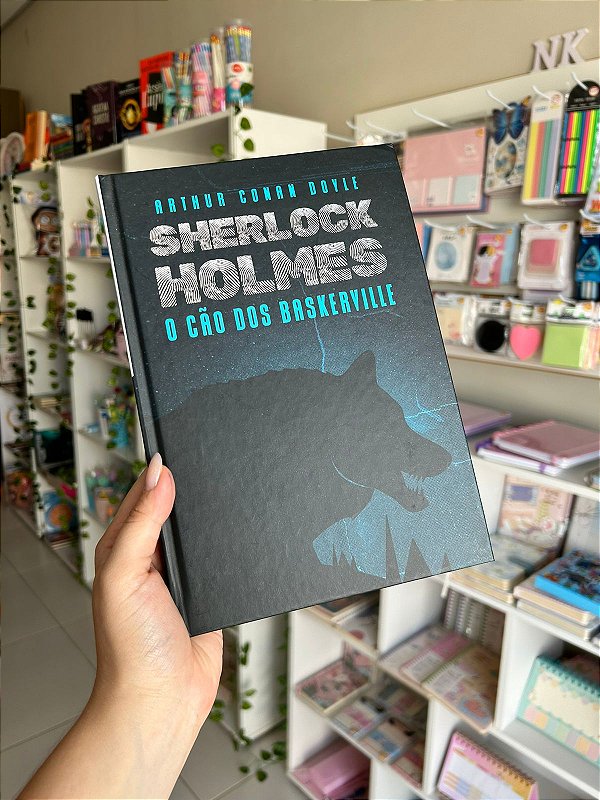 NK
ARTHUR CONAN DOYLE
SHERLOCK
HOLMES
O CÃO DOS BASKERVILLE